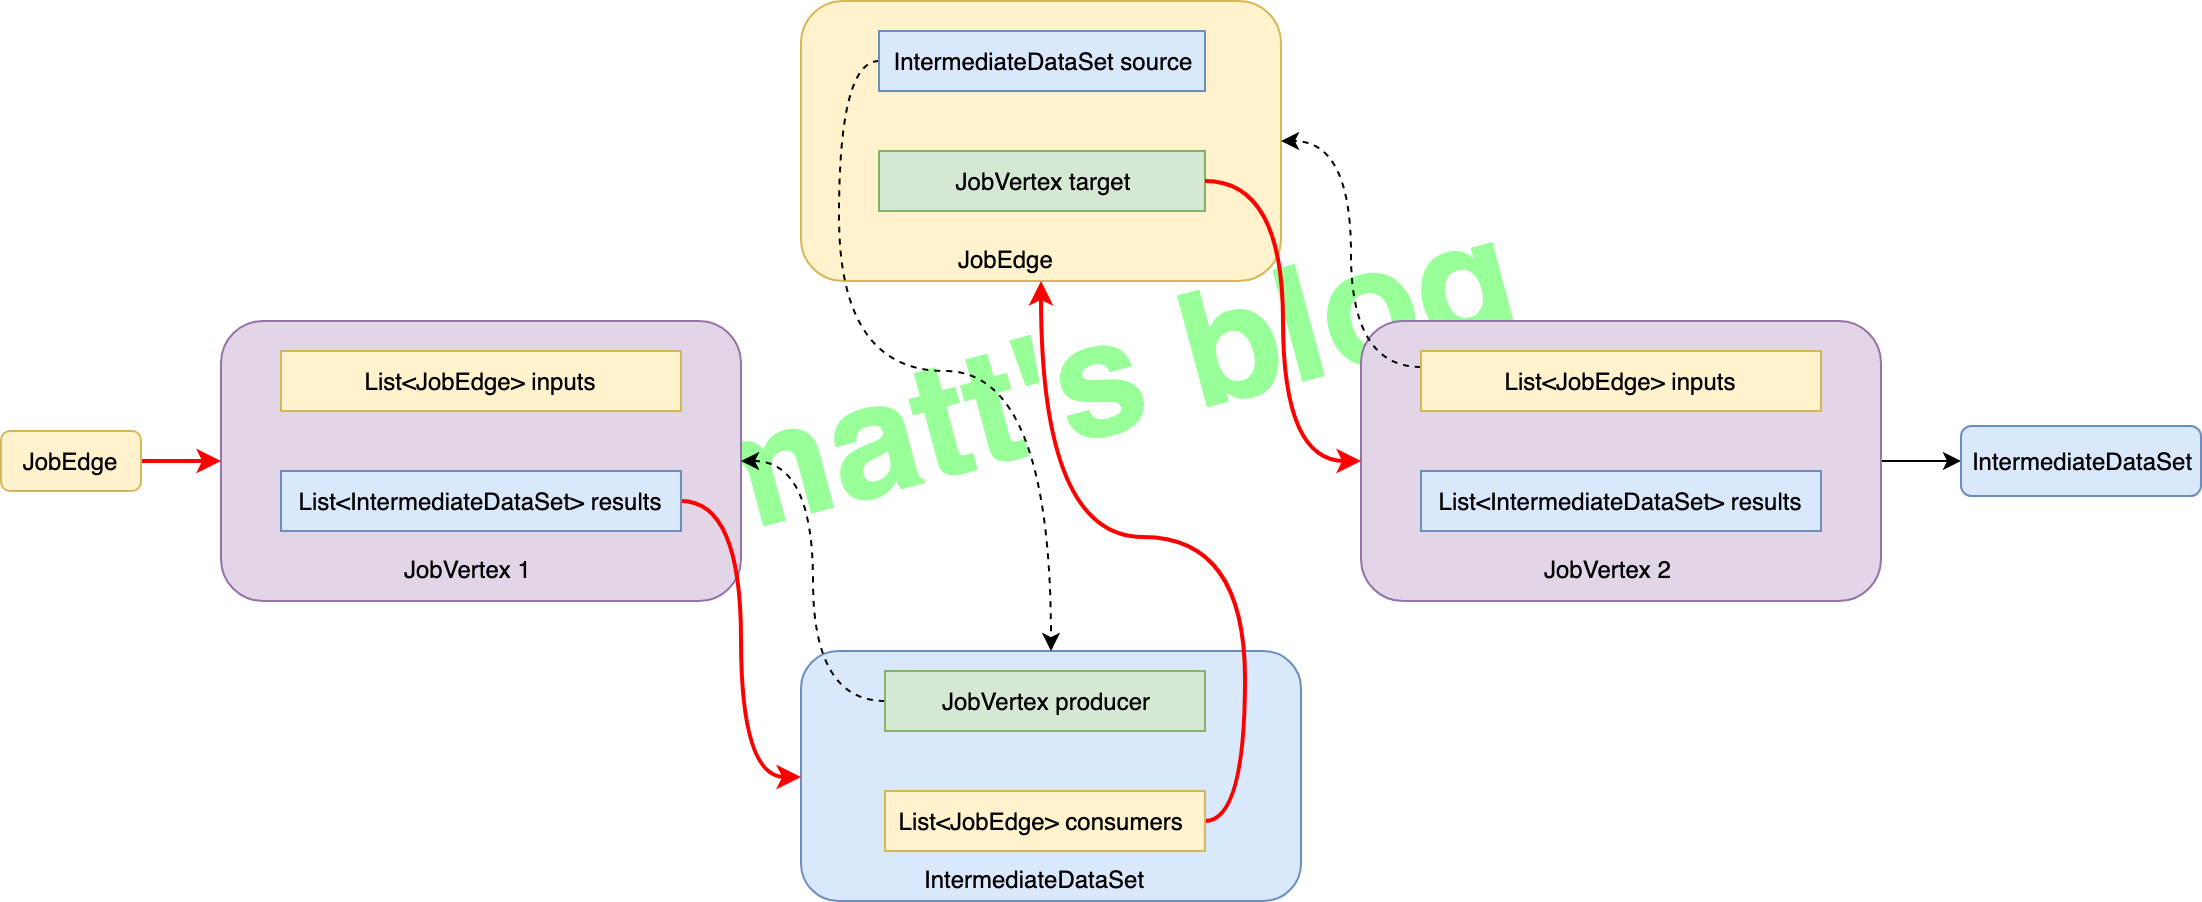 IntermediateDataSet source
JobVertex target
JobEdge
matt's blog
JobEdge
List<JobEdge> inputs
List<IntermediateDataSet> results
JobVertex 1
List<JobEdge> inputs
List<IntermediateDataSet> results
JobVertex 2
IntermediateDataSet
JobVertex producer
List<JobEdge> consumers
IntermediateDataSet